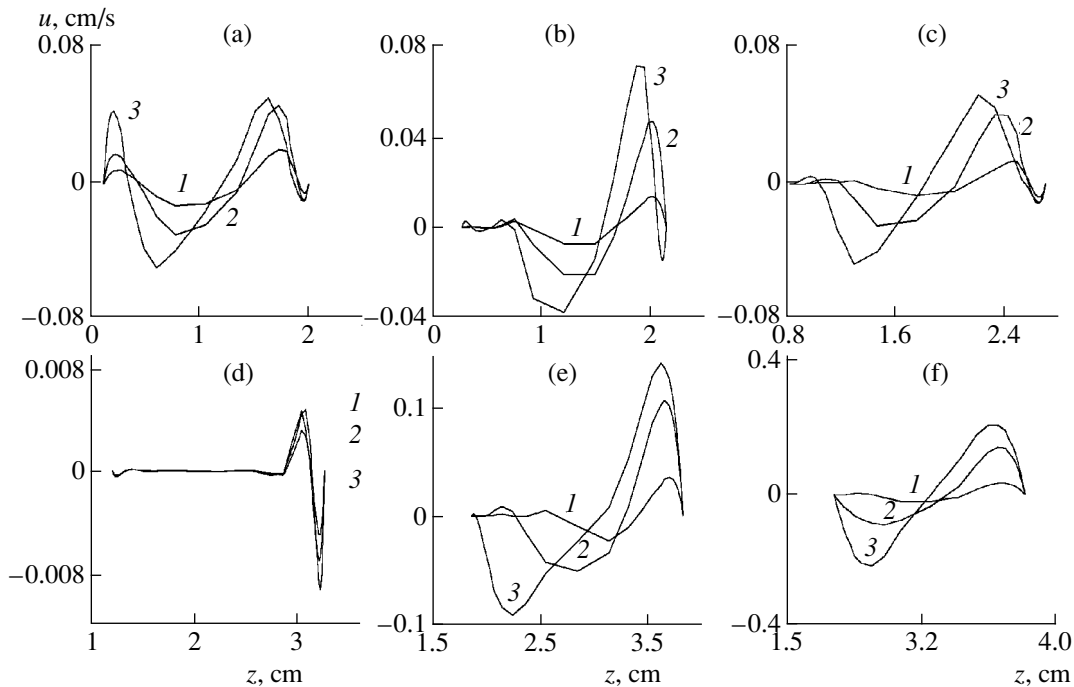 u, cm/s
(a) (b) (c)
0.08 0.08 0.08
3 3 3
2 2
0.04
1 1
0 2 0 1 0
−0.08 −0.04 −0.08
0 1 2 0 1 2 0.8 1.6 2.4
(d) (e) (f)
0.008 0.1 0.4
1
2
0 3 0 1 2 3 0 1 2 3
−0.008 −0.1 −0.4
1 2 3 1.5 2.5 3.5 1.5 3.2 4.0
z, cm z, cm z, cm